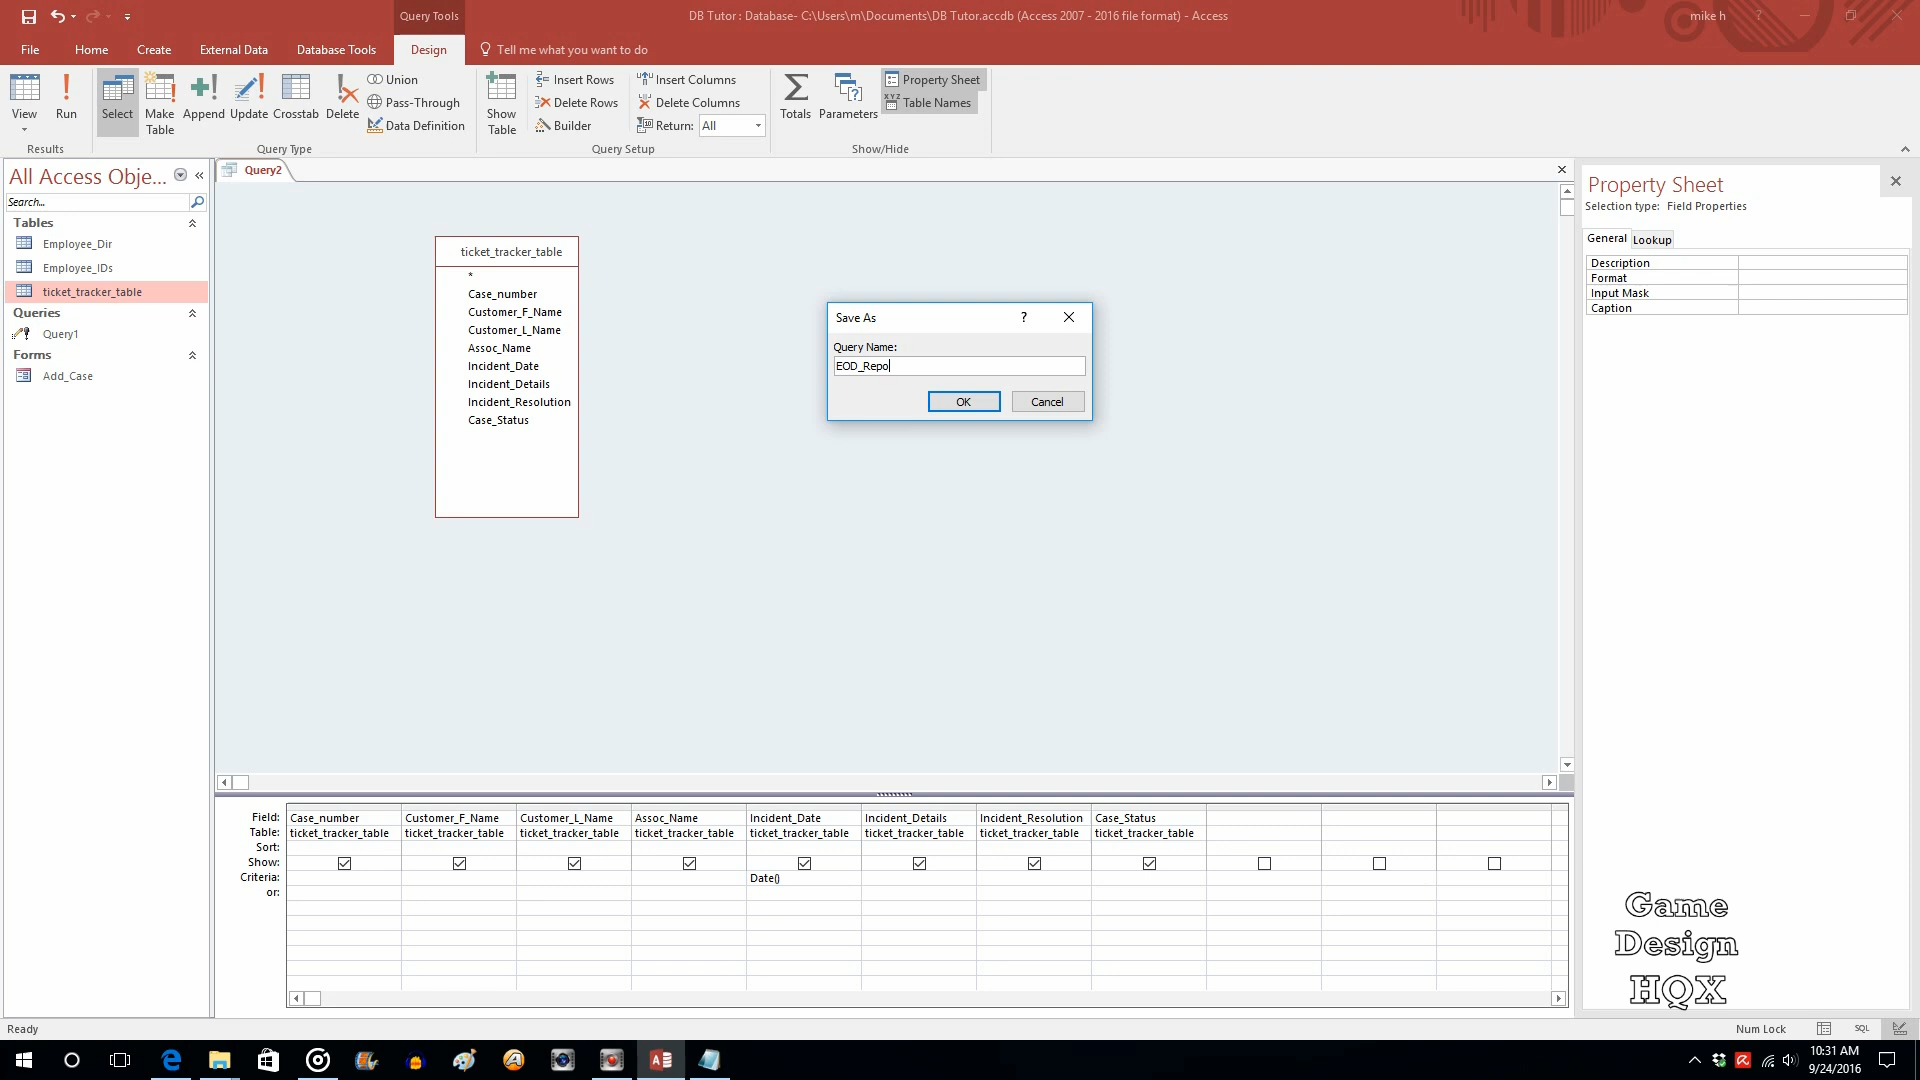 Query Tools
DB Tutor : Database- C:\Users\m\Documents\DB Tutor.accdb (Access 2007 - 2016 file format) - Access
mike h
?
File Home Create External Data Database Tools Design Tell me what you want to do
View
Run
Select
Make
Table
Append
Update
Crosstab
Delete
Union
Pass-Through
Data Definition
Show
Table
Insert Rows
Delete Rows
Builder
Insert Columns
Delete Columns
Return: All
Totals
Parameters
Property Sheet
Table Names
Results
Query Type
Query Setup
Show/Hide
All Access Obje...
Search...
Tables
Employee_Dir
Employee_IDs
ticket_tracker_table
Queries
Query1
Forms
Add_Case
Query2
ticket_tracker_table
*
Case_number
Customer_F_Name
Customer_L_Name
Assoc_Name
Incident_Date
Incident_Details
Incident_Resolution
Case_Status
Save As
?
Query Name:
EOD_Repo
OK
Cancel
Property Sheet
Selection type: Field Properties
General Lookup
Description
Format
Input Mask
Caption
Field: Case_number Customer_F_Name Customer_L_Name Assoc_Name Incident_Date Incident_Details Incident_Resolution Case_Status
Table: ticket_tracker_table ticket_tracker_table ticket_tracker_table ticket_tracker_table ticket_tracker_table ticket_tracker_table ticket_tracker_table ticket_tracker_table
Sort:
Show:
Criteria: Date()
or:
Game
Design
HQX
Ready
Num Lock
SQL
10:31 AM
9/24/2016